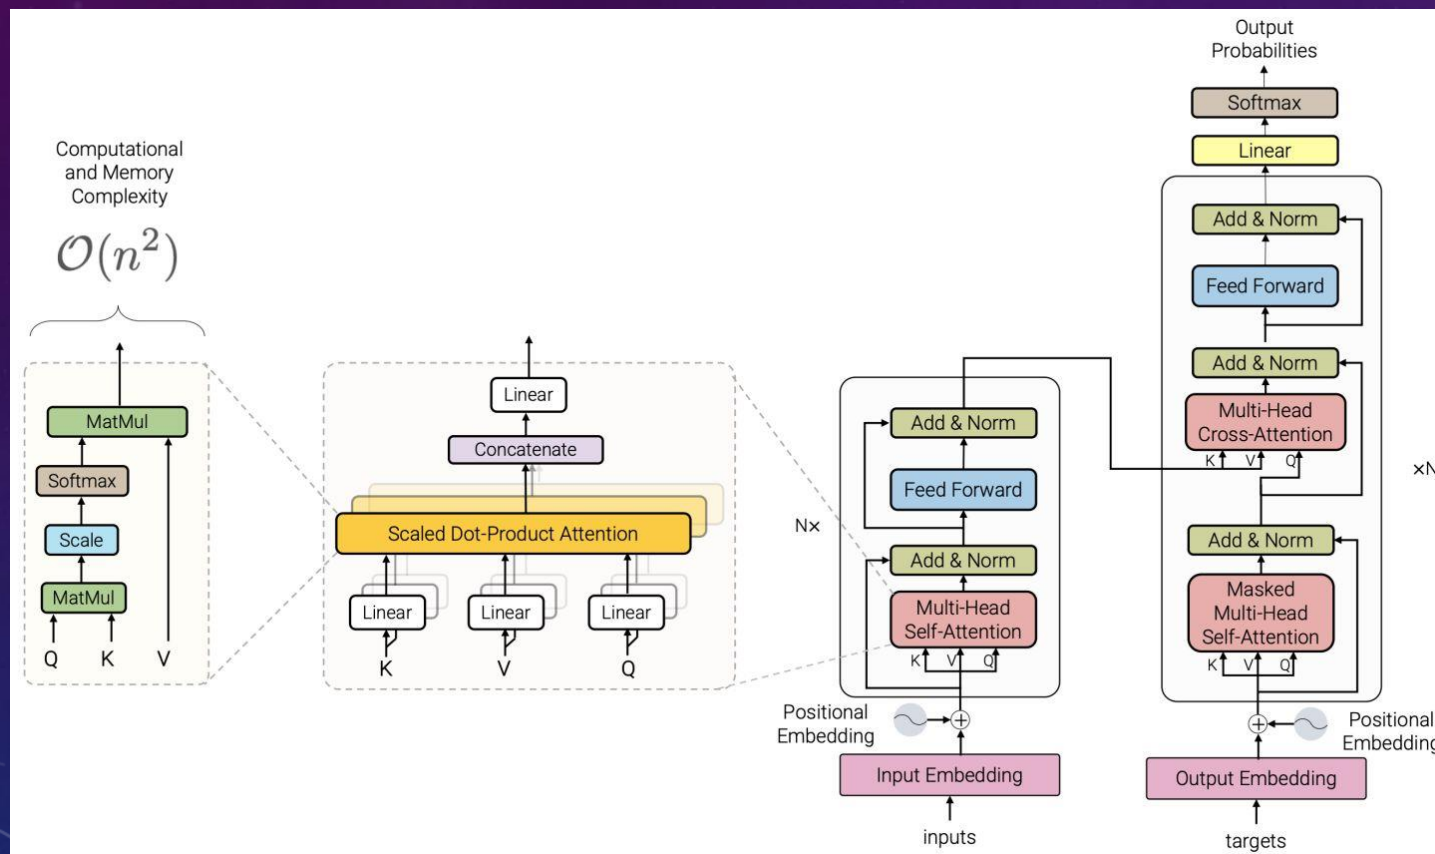 Computational
and Memory
Complexity
O(n²)
MatMul
Softmax
Scale
MatMul
Q K V
Linear
Concatenate
Scaled Dot-Product Attention
Linear Linear Linear
K V Q
Add & Norm
Feed Forward
N×
Add & Norm
Multi-Head
Self-Attention
K V Q
Positional
Embedding
Input Embedding
inputs
Output
Probabilities
Softmax
Linear
Add & Norm
Feed Forward
Add & Norm
Multi-Head
Cross-Attention
K V Q
×N
Add & Norm
Masked
Multi-Head
Self-Attention
K V Q
Positional
Embedding
Output Embedding
targets